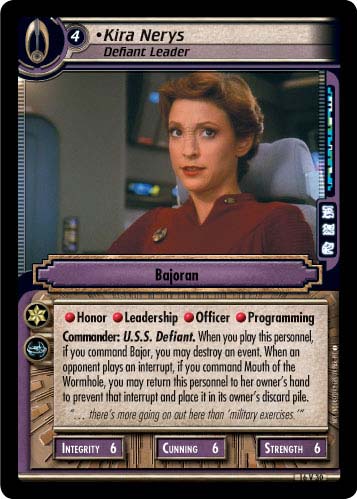 4
•Kira Nerys
Defiant Leader
Bajoran
• Honor • Leadership • Officer • Programming
Commander: U.S.S. Defiant. When you play this personnel,
if you command Bajor, you may destroy an event. When an
opponent plays an interrupt, if you command Mouth of the
Wormhole, you may return this personnel to her owner's hand
to prevent that interrupt and place it in its owner's discard pile.
"… there's more going on out here than 'military exercises.'"
INTEGRITY 6
CUNNING 6
STRENGTH 6
16 V 30